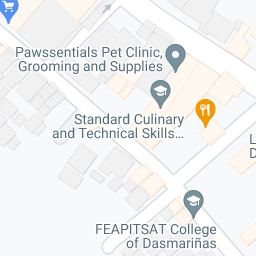 Pawssentials Pet Clinic,
Grooming and Supplies
Standard Culinary
and Technical Skills...
L
D
FEAPITSAT College
of Dasmariñas